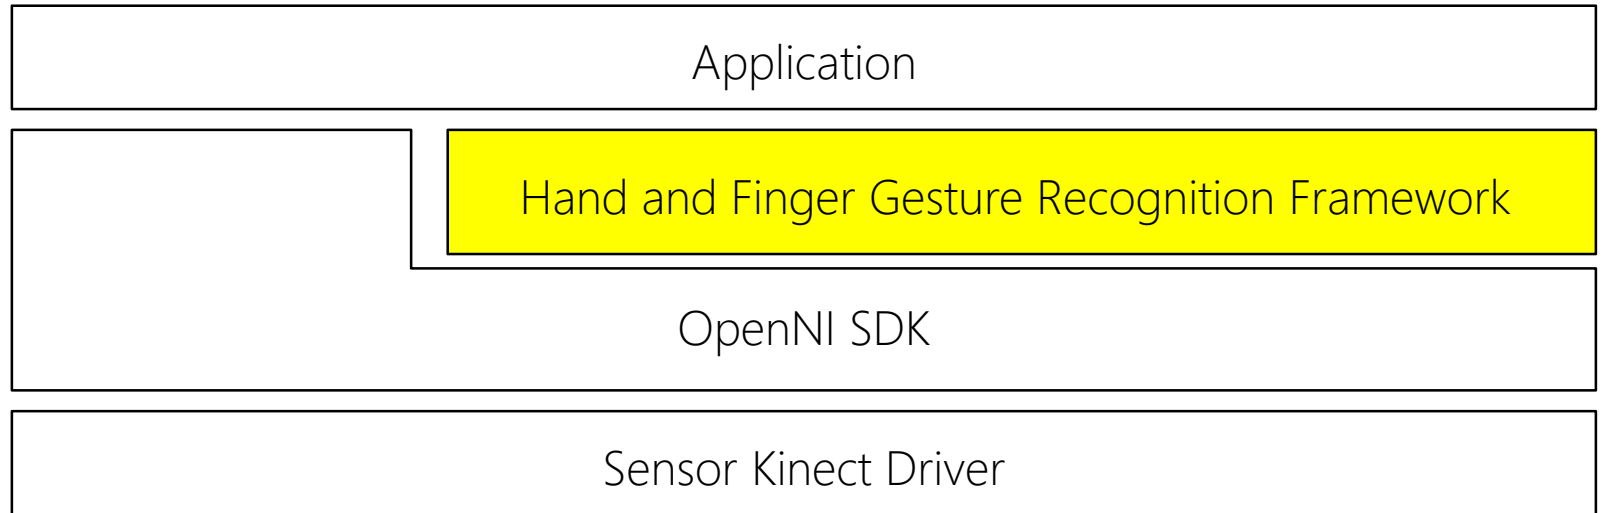 Application
Hand and Finger Gesture Recognition Framework
OpenNI SDK
Sensor Kinect Driver